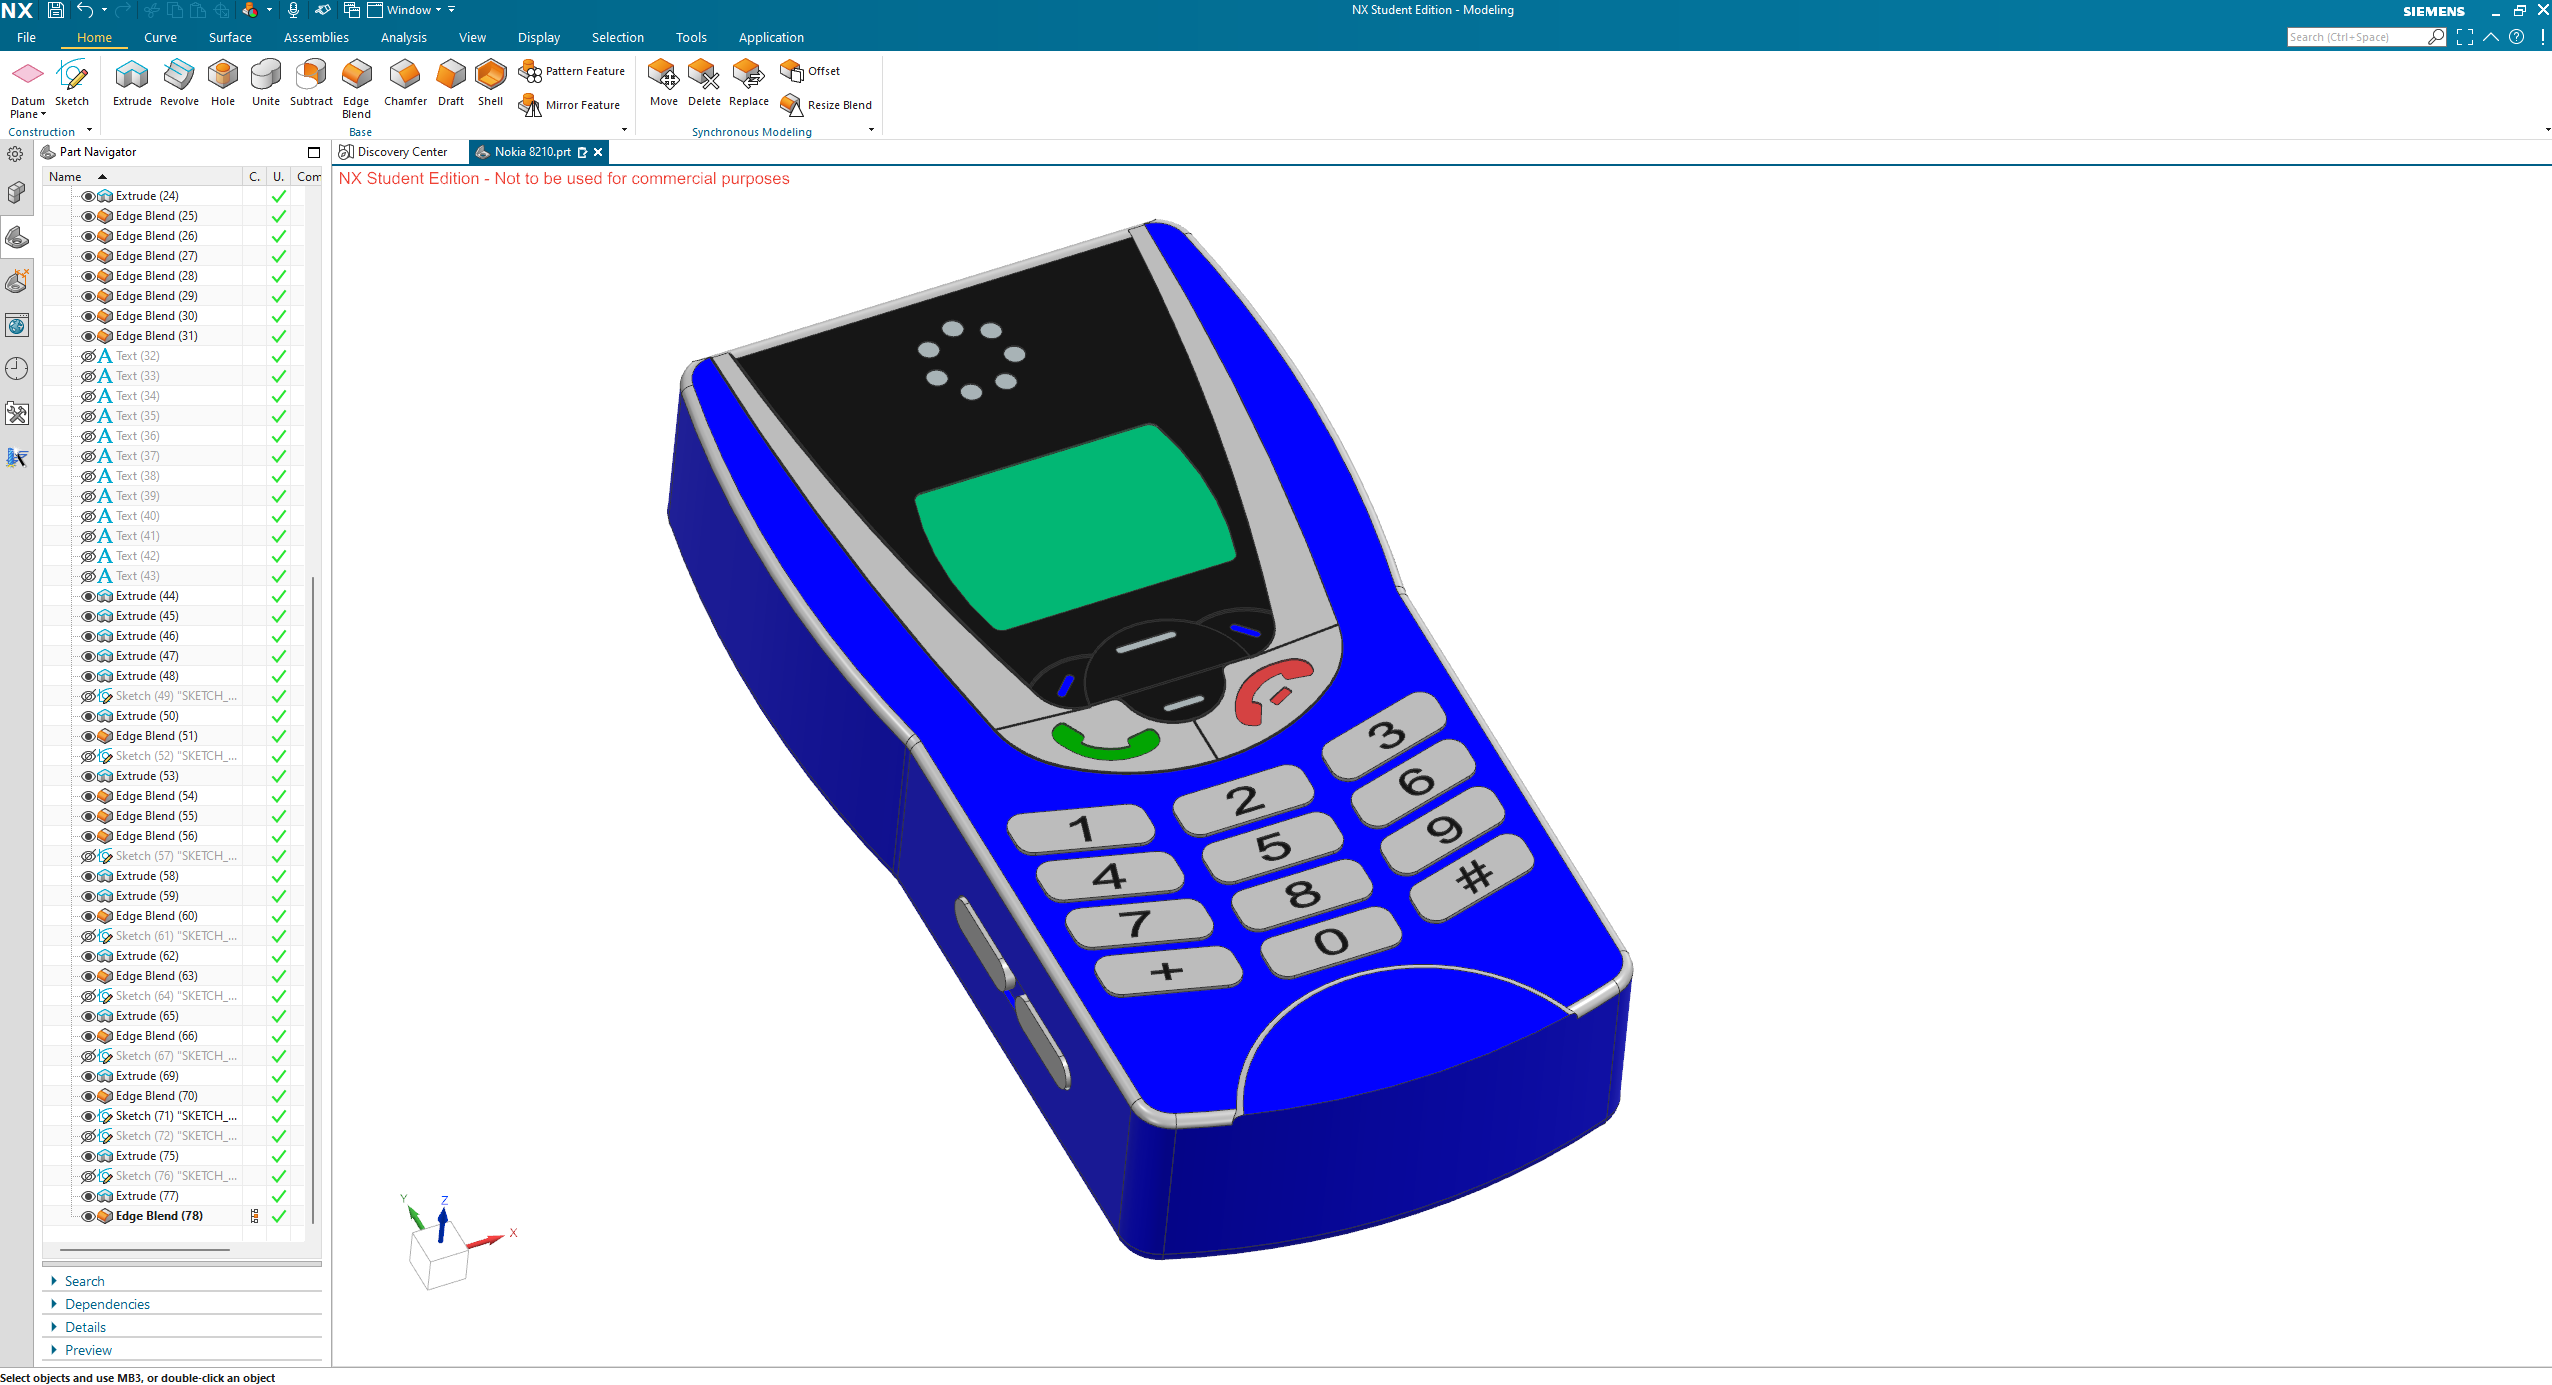 NX
Window
NX Student Edition - Modeling
SIEMENS
File Home Curve Surface Assemblies Analysis View Display Selection Tools Application
Search (Ctrl+Space)
Datum Plane
Sketch
Extrude
Revolve
Hole
Unite
Subtract
Edge Blend
Chamfer
Draft
Shell
Pattern Feature
Mirror Feature
Move
Delete
Replace
Offset
Resize Blend
Construction
Base
Synchronous Modeling
Part Navigator
Discovery Center
Nokia 8210.prt
Name C. U. Com
NX Student Edition - Not to be used for commercial purposes
Extrude (24)
Edge Blend (25)
Edge Blend (26)
Edge Blend (27)
Edge Blend (28)
Edge Blend (29)
Edge Blend (30)
Edge Blend (31)
A Text (32)
A Text (33)
A Text (34)
A Text (35)
A Text (36)
A Text (37)
A Text (38)
A Text (39)
A Text (40)
A Text (41)
A Text (42)
A Text (43)
Extrude (44)
Extrude (45)
Extrude (46)
Extrude (47)
Extrude (48)
Sketch (49) "SKETCH_...
Extrude (50)
Edge Blend (51)
Sketch (52) "SKETCH_...
Extrude (53)
Edge Blend (54)
Edge Blend (55)
Edge Blend (56)
Sketch (57) "SKETCH_...
Extrude (58)
Extrude (59)
Edge Blend (60)
Sketch (61) "SKETCH_...
Extrude (62)
Edge Blend (63)
Sketch (64) "SKETCH_...
Extrude (65)
Edge Blend (66)
Sketch (67) "SKETCH_...
Extrude (69)
Edge Blend (70)
Sketch (71) "SKETCH_...
Sketch (72) "SKETCH_...
Extrude (75)
Sketch (76) "SKETCH_...
Extrude (77)
Edge Blend (78)
Search
Dependencies
Details
Preview
1 2 3
4 5 6
7 8 9
+ 0 #
Y
Z
X
Select objects and use MB3, or double-click an object